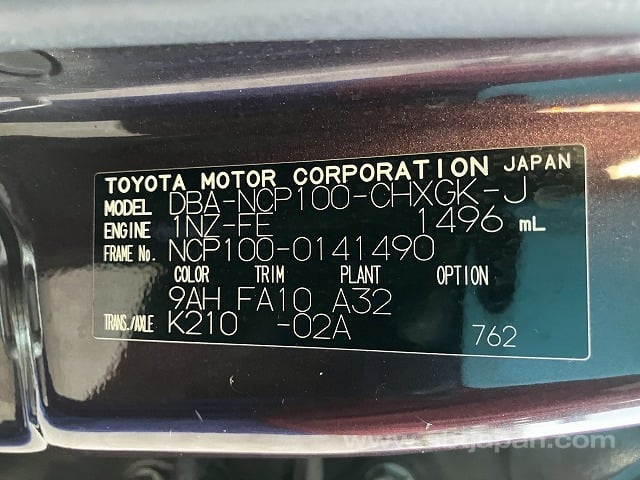 TOYOTA MOTOR CORPORATION JAPAN
MODEL DBA-NCP100-CHXGK-J
ENGINE 1NZ-FE 1496 mL
FRAME No. NCP100-0141490
COLOR TRIM PLANT OPTION
9AH FA10 A32
TRANS./AXLE K210 -02A 762